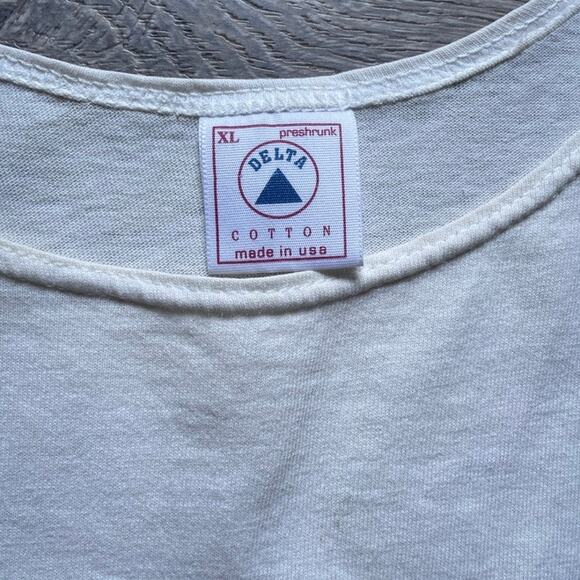 XL preshrunk
DELTA
COTTON
made in usa